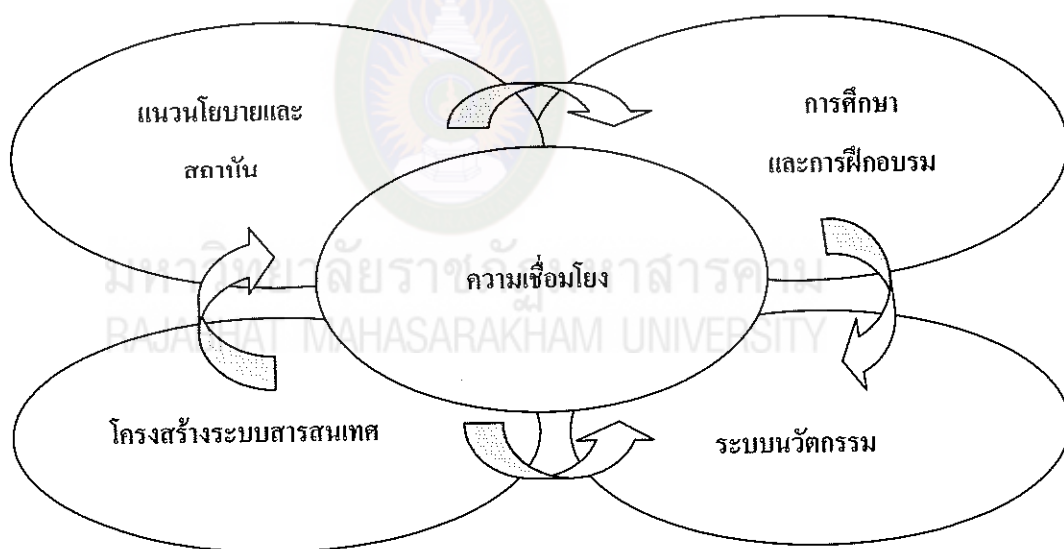 แนวนโยบายและ
สถาบัน
การศึกษา
และการฝึกอบรม
ความเชื่อมโยง
มหาวิทยาลัยราชภัฏมหาสารคาม
RAJABHAT MAHASARAKHAM UNIVERSITY
โครงสร้างระบบสารสนเทศ
ระบบนวัตกรรม